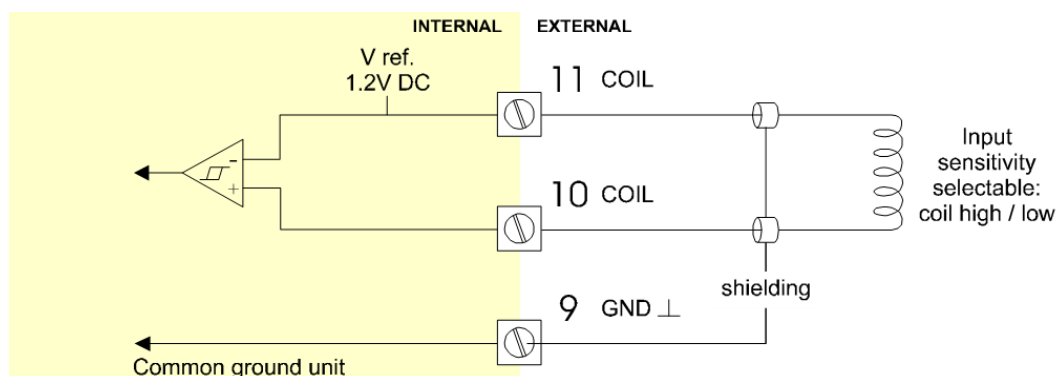 INTERNAL EXTERNAL
V ref.
1.2V DC
11 COIL
-
+
10 COIL
Input
sensitivity
selectable:
coil high / low
shielding
9 GND ⊥
Common ground unit